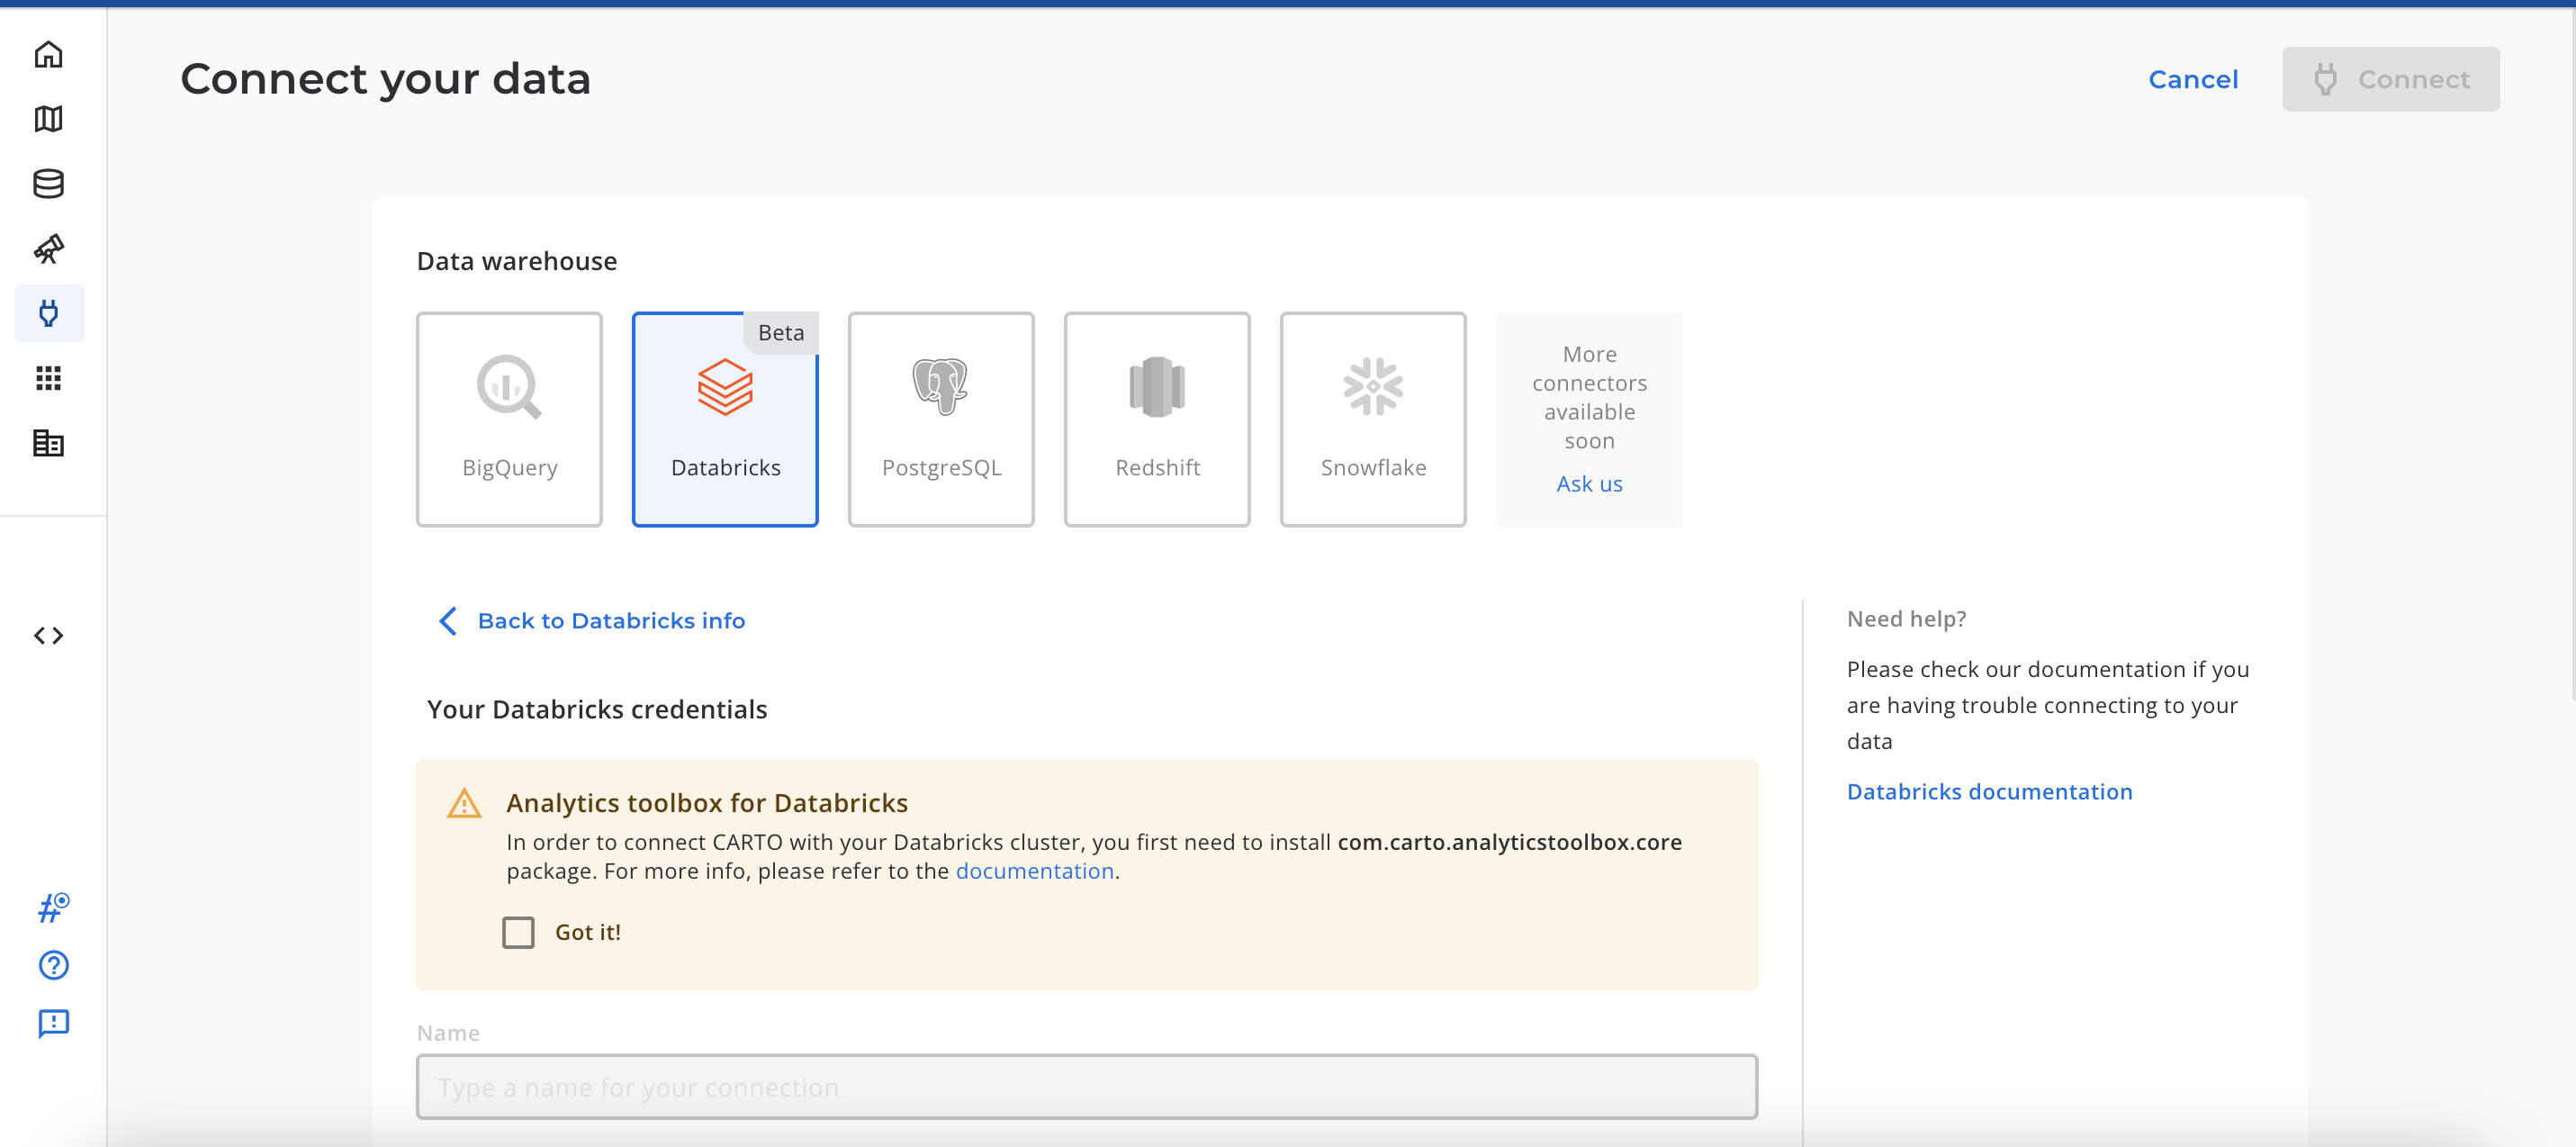 Connect your data
Cancel
Connect
Data warehouse
BigQuery
Beta
Databricks
PostgreSQL
Redshift
Snowflake
More
connectors
available
soon
Ask us
Back to Databricks info
Your Databricks credentials
Analytics toolbox for Databricks
In order to connect CARTO with your Databricks cluster, you first need to install com.carto.analyticstoolbox.core
package. For more info, please refer to the documentation.
Got it!
Name
Type a name for your connection
Need help?
Please check our documentation if you
are having trouble connecting to your
data
Databricks documentation